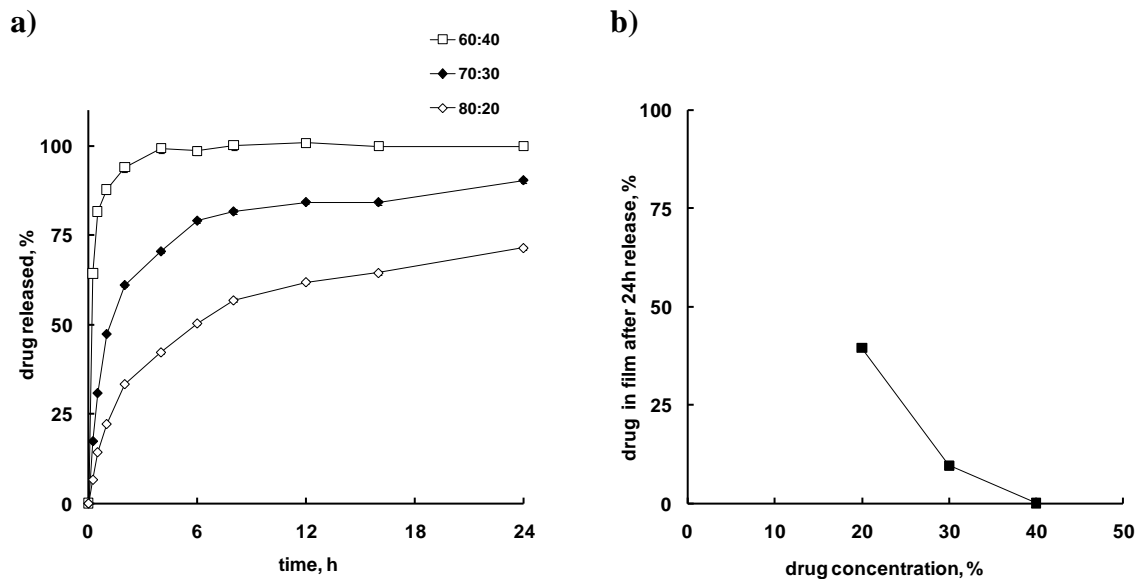 a)
60:40
70:30
80:20
100
75
50
25
0
drug released, %
0 6 12 18 24
time, h
b)
100
75
50
25
0
drug in film after 24h release, %
0 10 20 30 40 50
drug concentration, %